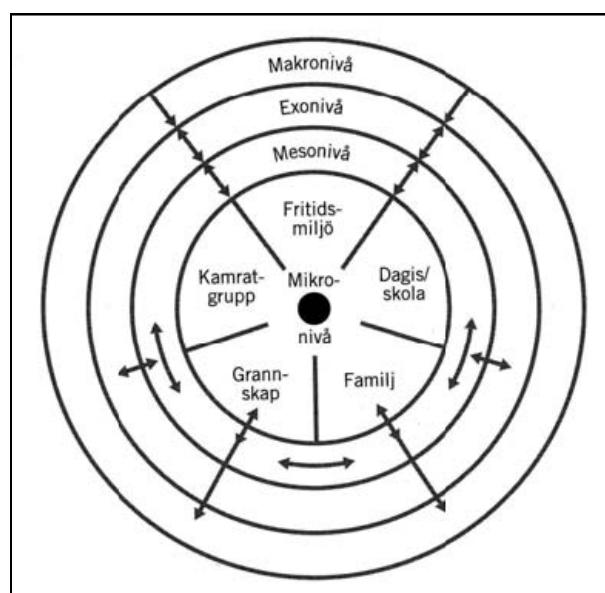 Makronivå
Exonivå
Mesonivå
Fritids-
miljö
Kamrat-
grupp
Mikro-
Dagis/
skola
nivå
Grann-
skap
Familj